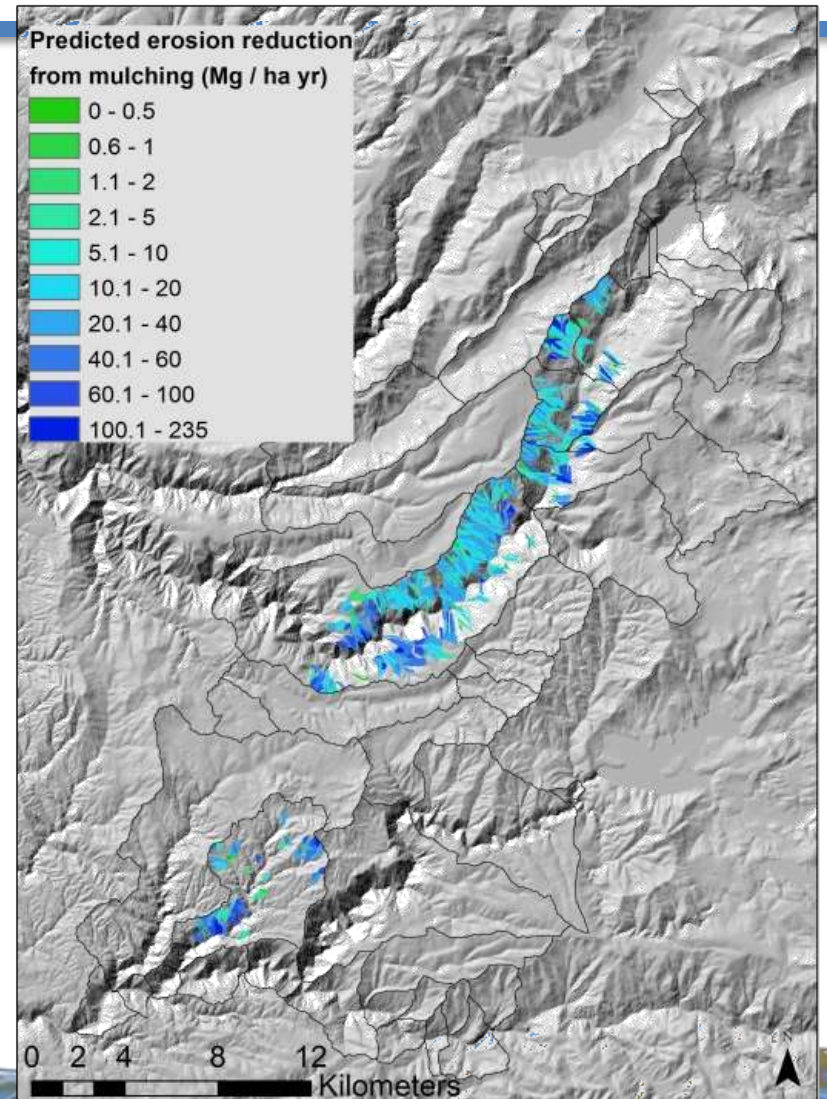 Predicted erosion reduction
from mulching (Mg / ha yr)
0 - 0.5
0.6 - 1
1.1 - 2
2.1 - 5
5.1 - 10
10.1 - 20
20.1 - 40
40.1 - 60
60.1 - 100
100.1 - 235
N
0 2 4 8 12
Kilometers